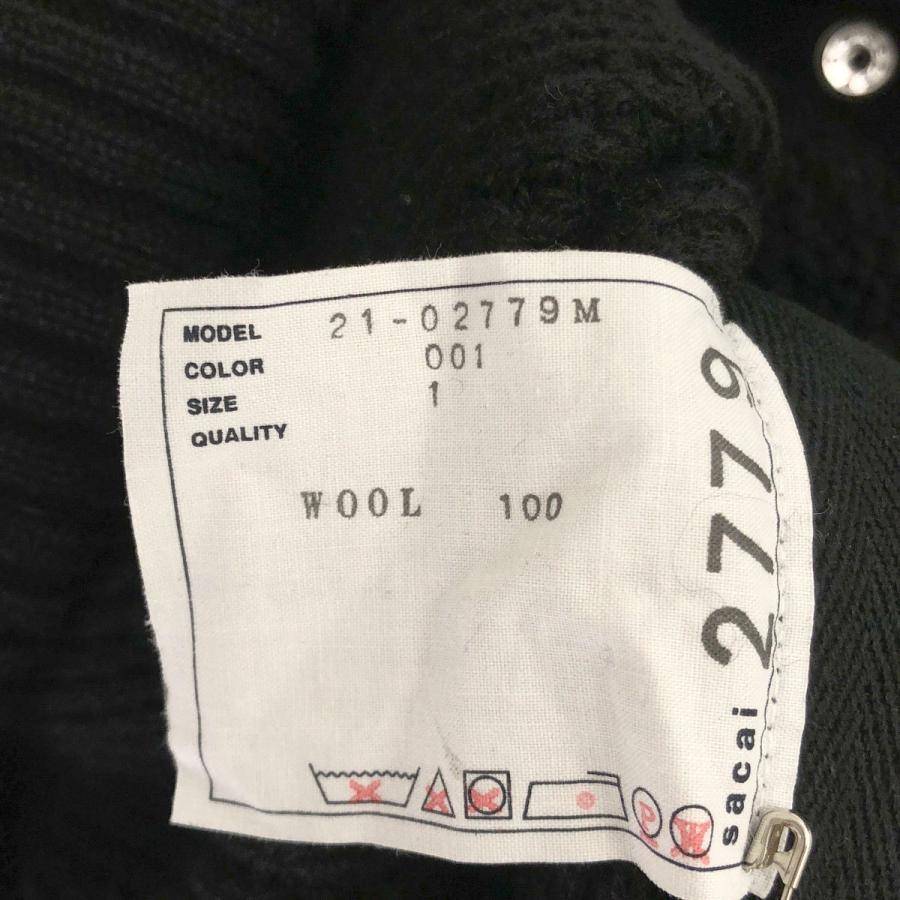 MODEL 21-02779M
COLOR 001
SIZE 1
QUALITY
WOOL 100
sacai 2779
P
W